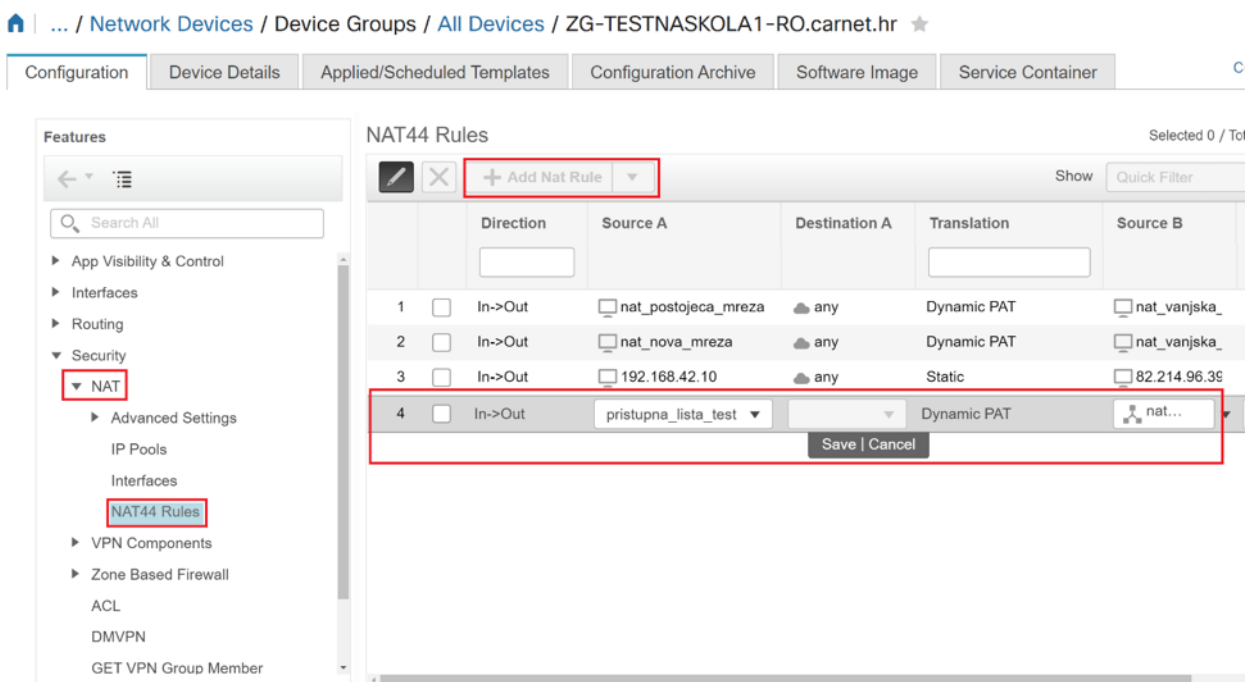 ... / Network Devices / Device Groups / All Devices / ZG-TESTNASKOLA1-RO.carnet.hr
Configuration Device Details Applied/Scheduled Templates Configuration Archive Software Image Service Container
Features
Search All
App Visibility & Control
Interfaces
Routing
Security
NAT
Advanced Settings
IP Pools
Interfaces
NAT44 Rules
VPN Components
Zone Based Firewall
ACL
DMVPN
GET VPN Group Member
NAT44 Rules Selected 0 / Tot
Add Nat Rule Show Quick Filter
Direction Source A Destination A Translation Source B
1 In->Out nat_postojeca_mreza any Dynamic PAT nat_vanjska_
2 In->Out nat_nova_mreza any Dynamic PAT nat_vanjska_
3 In->Out 192.168.42.10 any Static 82.214.96.39
4 In->Out pristupna_lista_test Dynamic PAT nat...
Save | Cancel